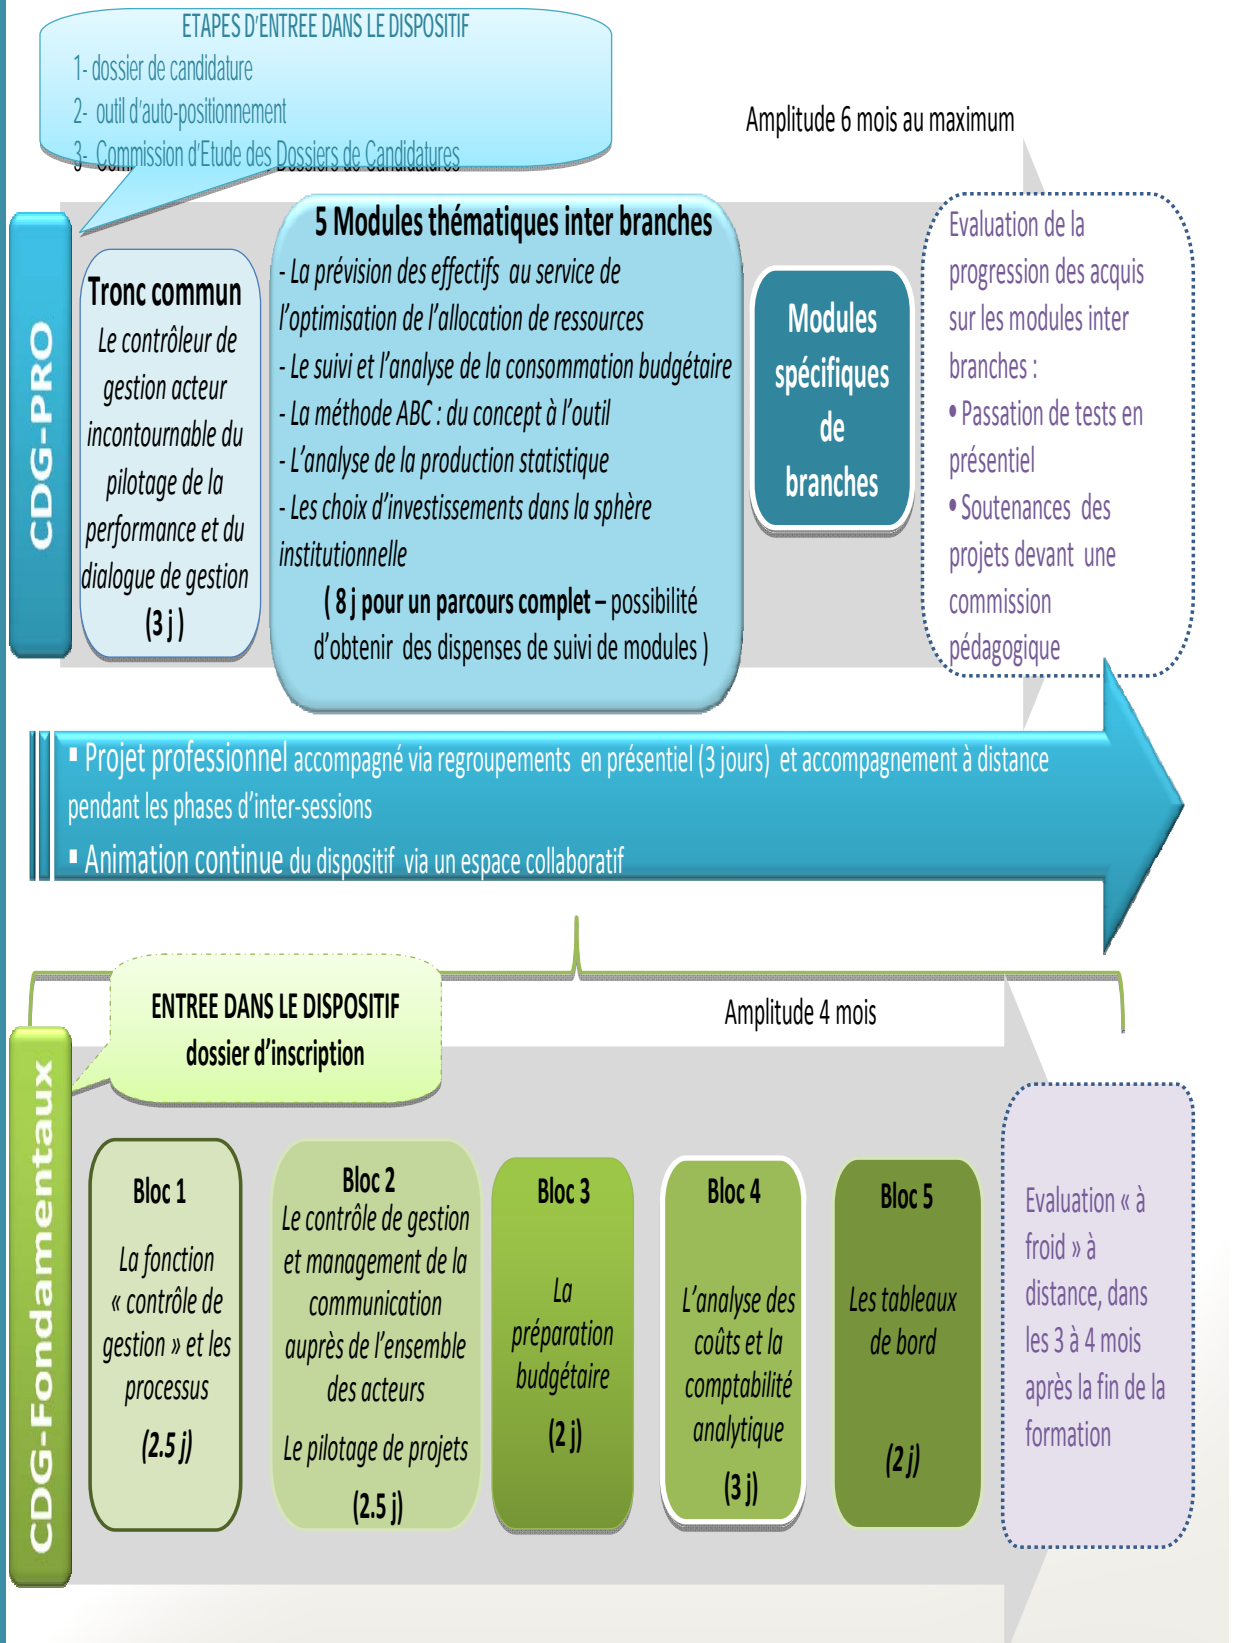 ETAPES D'ENTREE DANS LE DISPOSITIF
1- dossier de candidature
2- outil d'auto-positionnement
3- Commission d'Etude des Dossiers de Candidatures
Amplitude 6 mois au maximum
CDG-PRO
Tronc commun
Le contrôleur de
gestion acteur
incontournable du
pilotage de la
performance et du
dialogue de gestion
(3 j )
5 Modules thématiques inter branches
- La prévision des effectifs au service de
l'optimisation de l'allocation de ressources
- Le suivi et l'analyse de la consommation budgétaire
- La méthode ABC : du concept à l'outil
- L'analyse de la production statistique
- Les choix d'investissements dans la sphère
institutionnelle
( 8 j pour un parcours complet – possibilité
d'obtenir des dispenses de suivi de modules )
Modules
spécifiques
de
branches
Evaluation de la
progression des acquis
sur les modules inter
branches :
• Passation de tests en
présentiel
• Soutenances des
projets devant une
commission
pédagogique
▪ Projet professionnel accompagné via regroupements en présentiel (3 jours) et accompagnement à distance
pendant les phases d'inter-sessions
▪ Animation continue du dispositif via un espace collaboratif
ENTREE DANS LE DISPOSITIF
dossier d'inscription
Amplitude 4 mois
CDG-Fondamentaux
Bloc 1
La fonction
« contrôle de
gestion » et les
processus
(2.5 j)
Bloc 2
Le contrôle de gestion
et management de la
communication
auprès de l'ensemble
des acteurs
Le pilotage de projets
(2.5 j)
Bloc 3
La
préparation
budgétaire
(2 j)
Bloc 4
L'analyse des
coûts et la
comptabilité
analytique
(3 j)
Bloc 5
Les tableaux
de bord
(2 j)
Evaluation « à
froid » à
distance, dans
les 3 à 4 mois
après la fin de la
formation